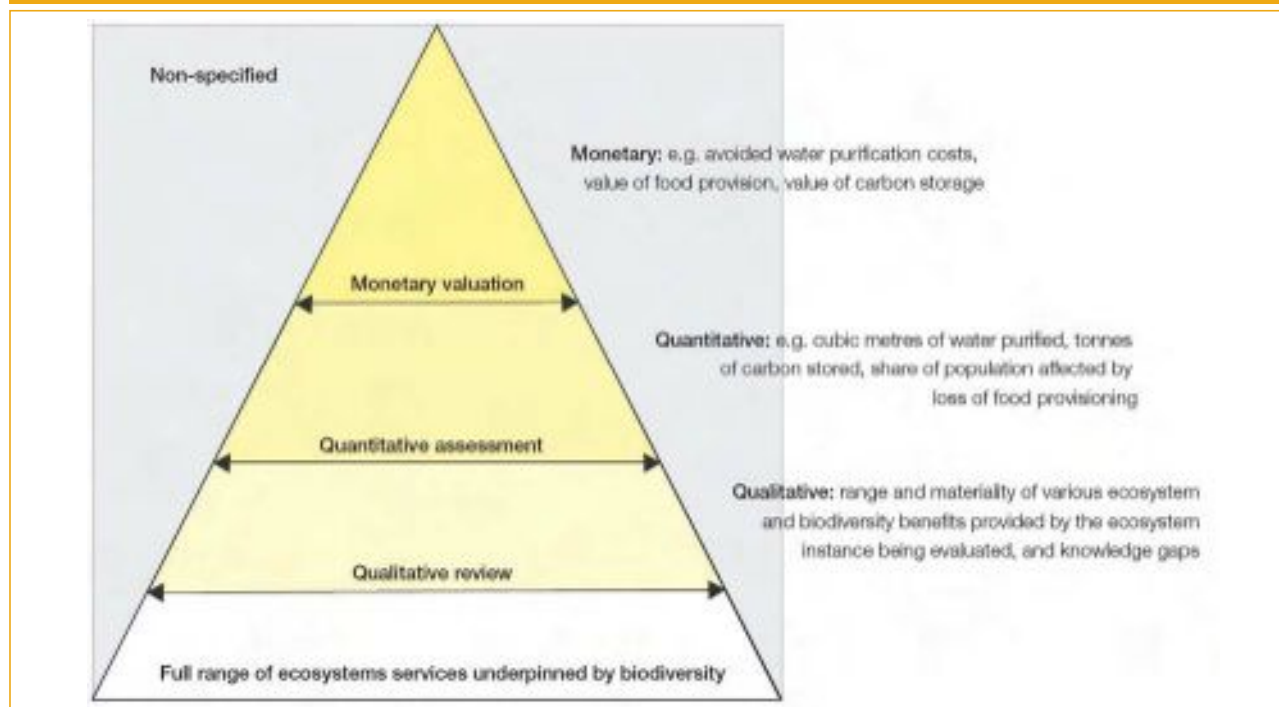 Non-specified
Monetary: e.g. avoided water purification costs,
value of food provision, value of carbon storage
Monetary valuation
Quantitative: e.g. cubic metres of water purified, tonnes
of carbon stored, share of population affected by
loss of food provisioning
Quantitative assessment
Qualitative: range and materiality of various ecosystem
and biodiversity benefits provided by the ecosystem
instance being evaluated, and knowledge gaps
Qualitative review
Full range of ecosystems services underpinned by biodiversity